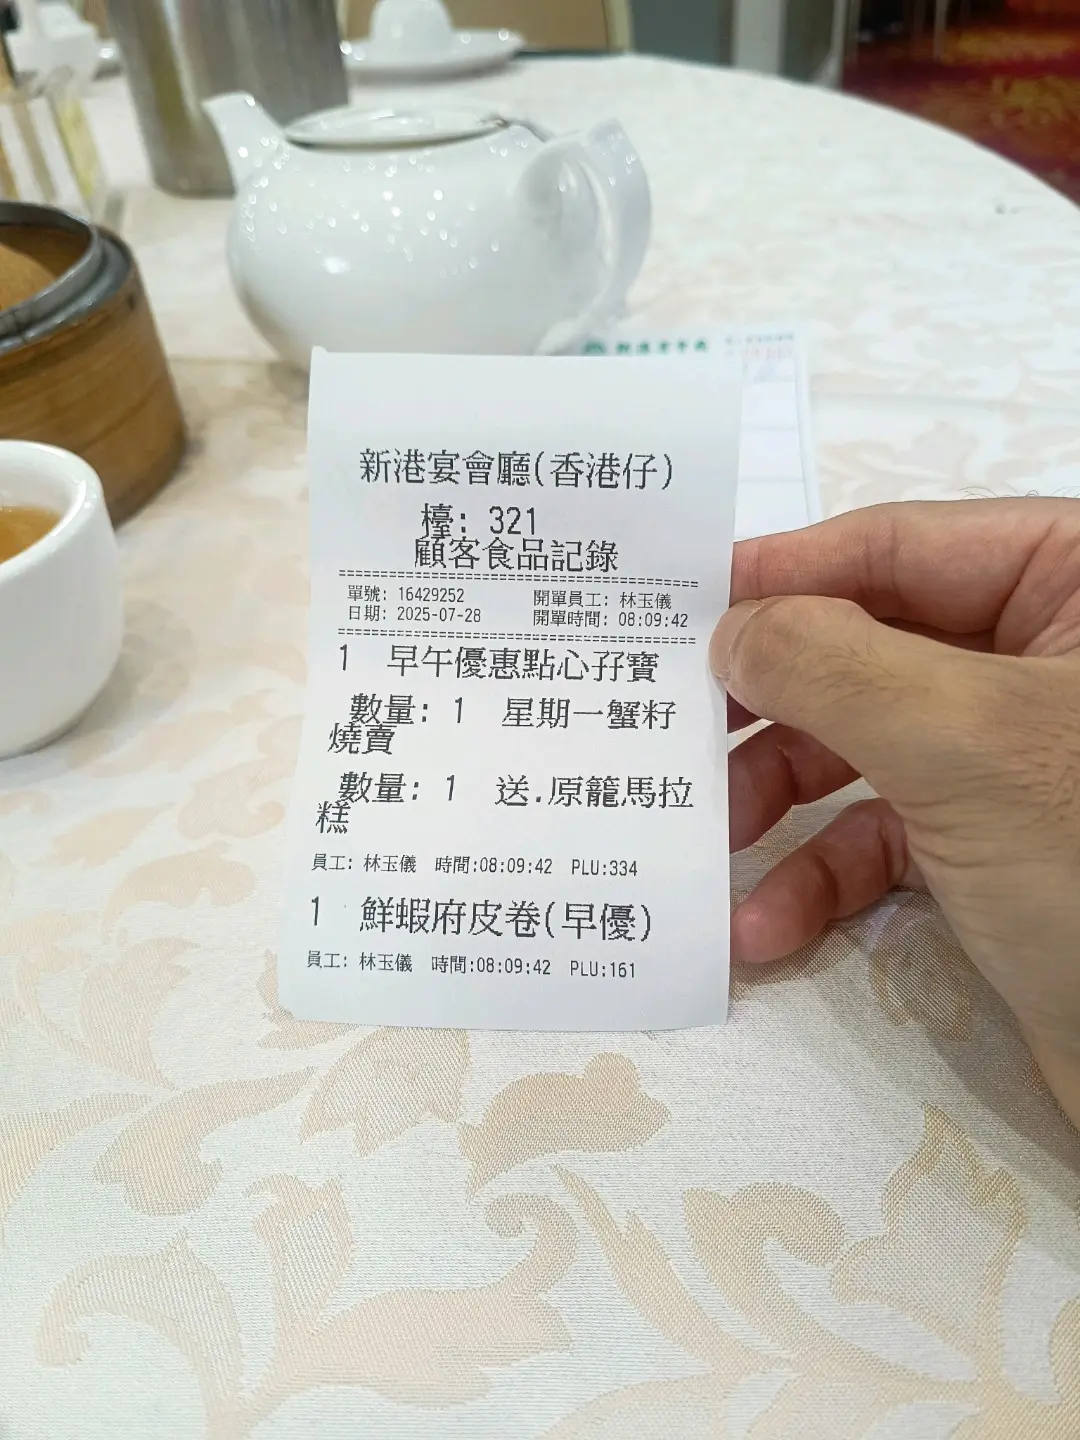 新港宴會廳(香港仔)
檯: 321
顧客食品記錄
單號: 16429252 開單員工: 林玉儀
日期: 2025-07-28 開單時間: 08:09:42
1 早午優惠點心孖寶
數量: 1 星期一蟹籽
燒賣
數量: 1 送.原籠馬拉
糕
員工: 林玉儀 時間:08:09:42 PLU:334
1 鮮蝦府皮卷(早優)
員工: 林玉儀 時間:08:09:42 PLU:161